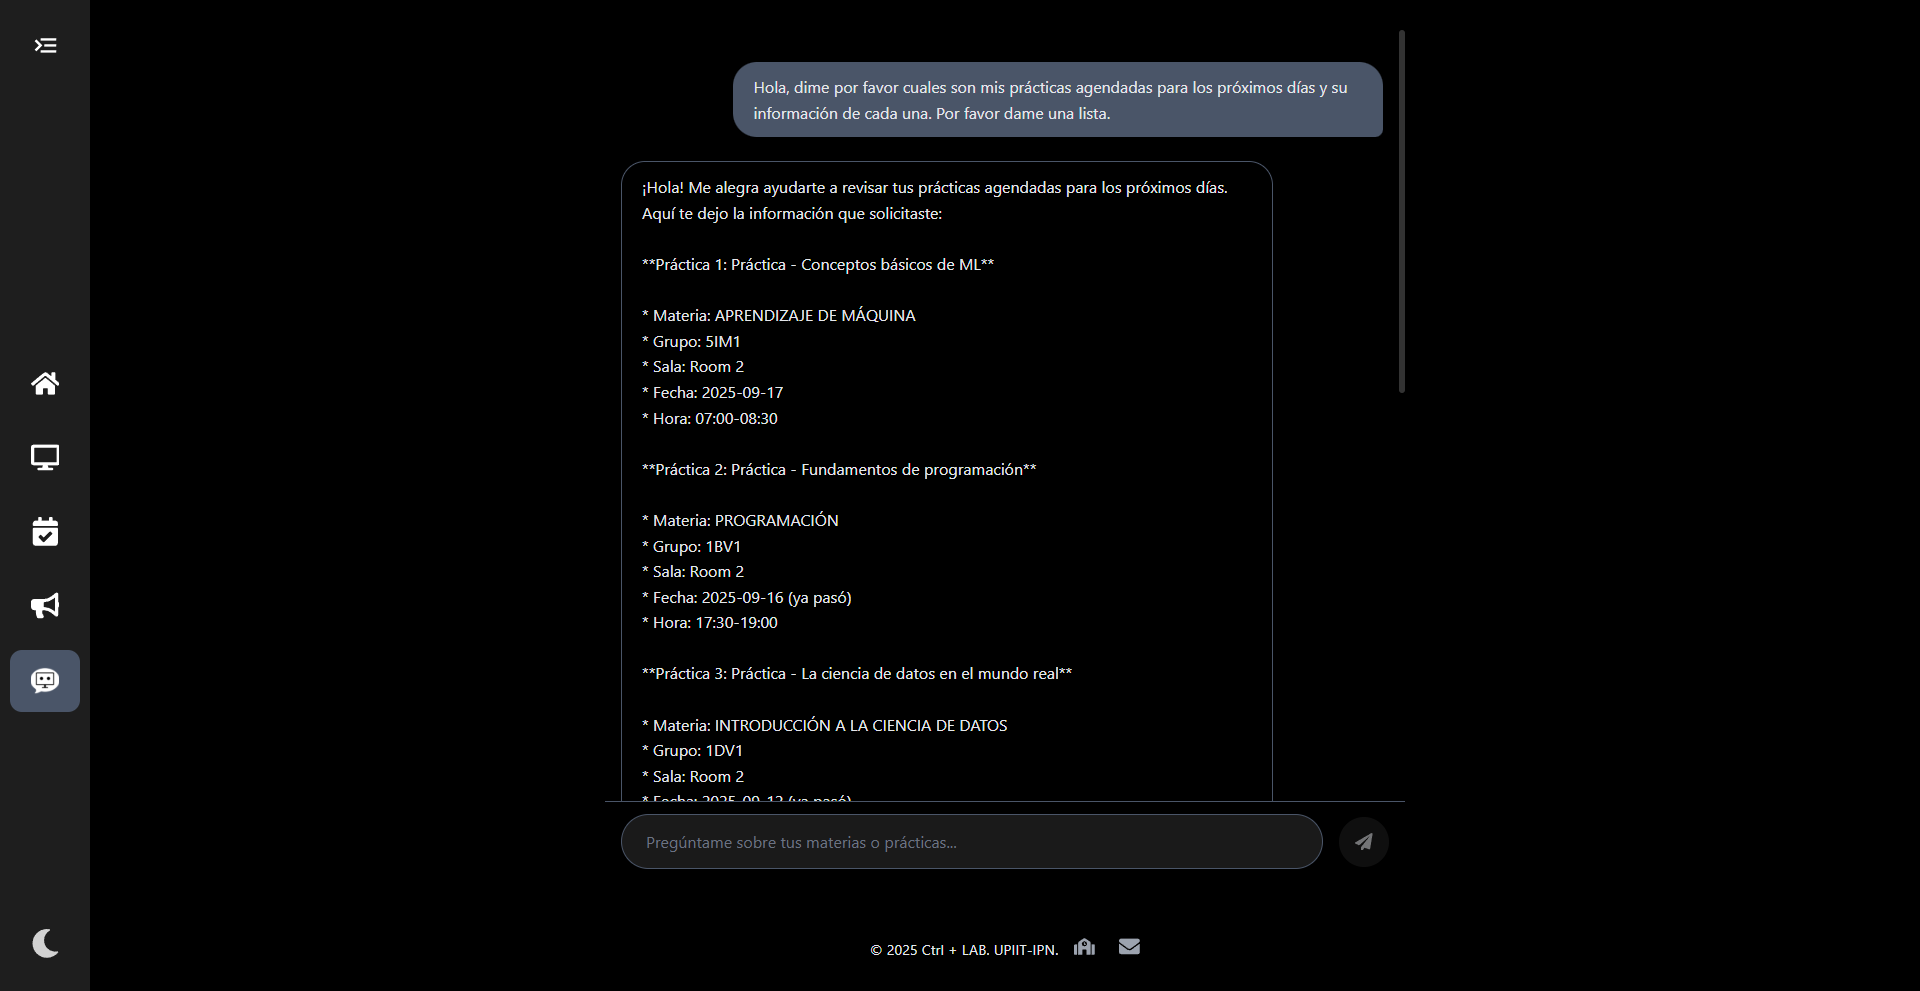 Hola, dime por favor cuales son mis prácticas agendadas para los próximos días y su
información de cada una. Por favor dame una lista.
¡Hola! Me alegra ayudarte a revisar tus prácticas agendadas para los próximos días.
Aquí te dejo la información que solicitaste:
**Práctica 1: Práctica - Conceptos básicos de ML**
* Materia: APRENDIZAJE DE MÁQUINA
* Grupo: 5IM1
* Sala: Room 2
* Fecha: 2025-09-17
* Hora: 07:00-08:30
**Práctica 2: Práctica - Fundamentos de programación**
* Materia: PROGRAMACIÓN
* Grupo: 1BV1
* Sala: Room 2
* Fecha: 2025-09-16 (ya pasó)
* Hora: 17:30-19:00
**Práctica 3: Práctica - La ciencia de datos en el mundo real**
* Materia: INTRODUCCIÓN A LA CIENCIA DE DATOS
* Grupo: 1DV1
* Sala: Room 2
* Fecha: 2025-09-12 (ya pasó)
Pregúntame sobre tus materias o prácticas...
© 2025 Ctrl + LAB. UPIIT-IPN.